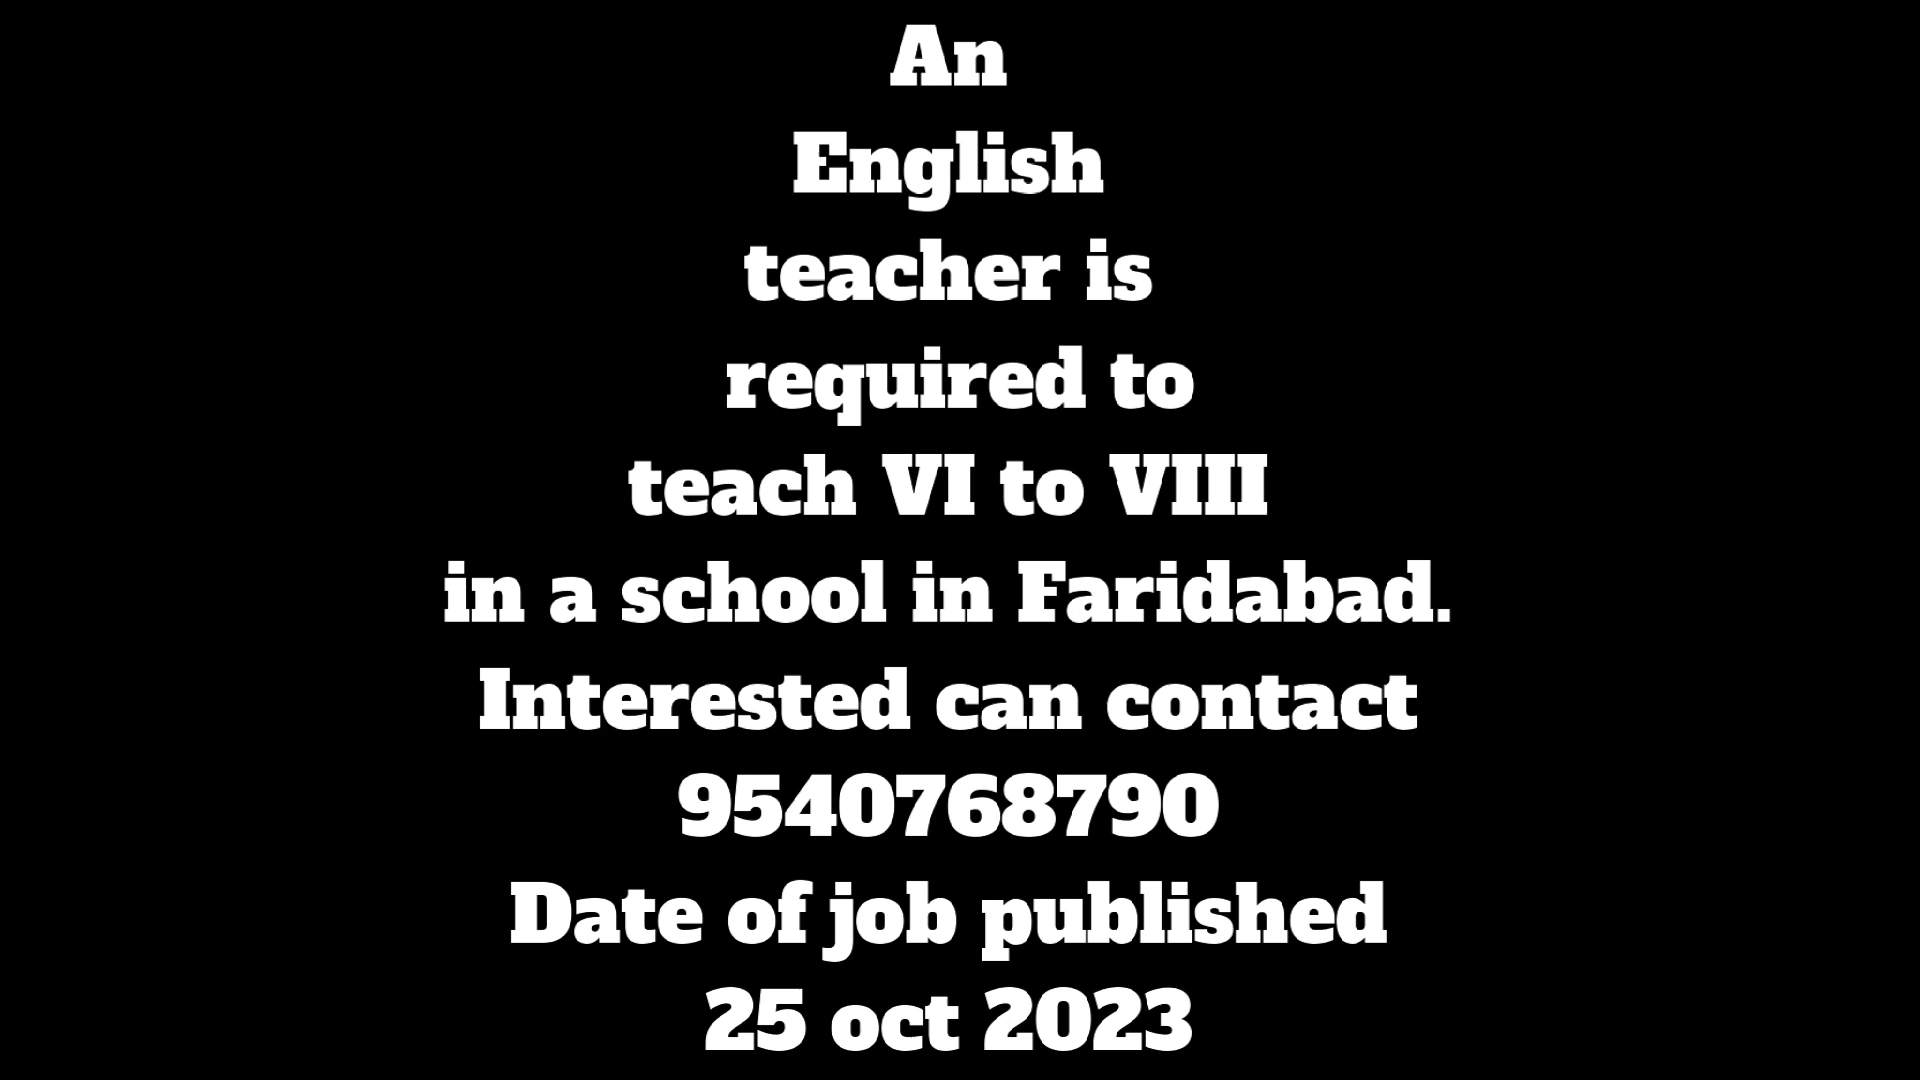 An
English
teacher is
required to
teach VI to VIII
in a school in Faridabad.
Interested can contact
9540768790
Date of job published
25 oct 2023